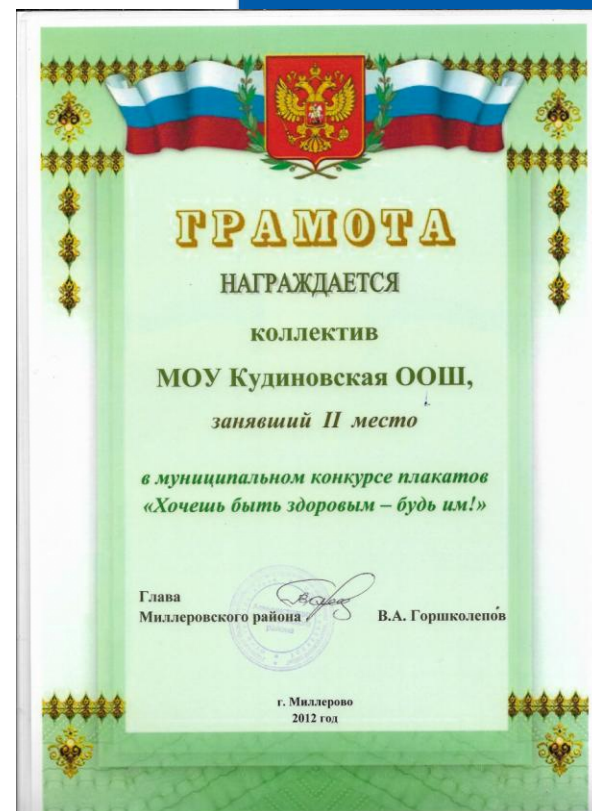 ГРАМОТА
НАГРАЖДАЕТСЯ
коллектив
МОУ Кудиновская ООШ,
занявший II место
в муниципальном конкурсе плакатов
«Хочешь быть здоровым – будь им!»
Глава
Миллеровского района В.А. Горшколепов
г. Миллерово
2012 год